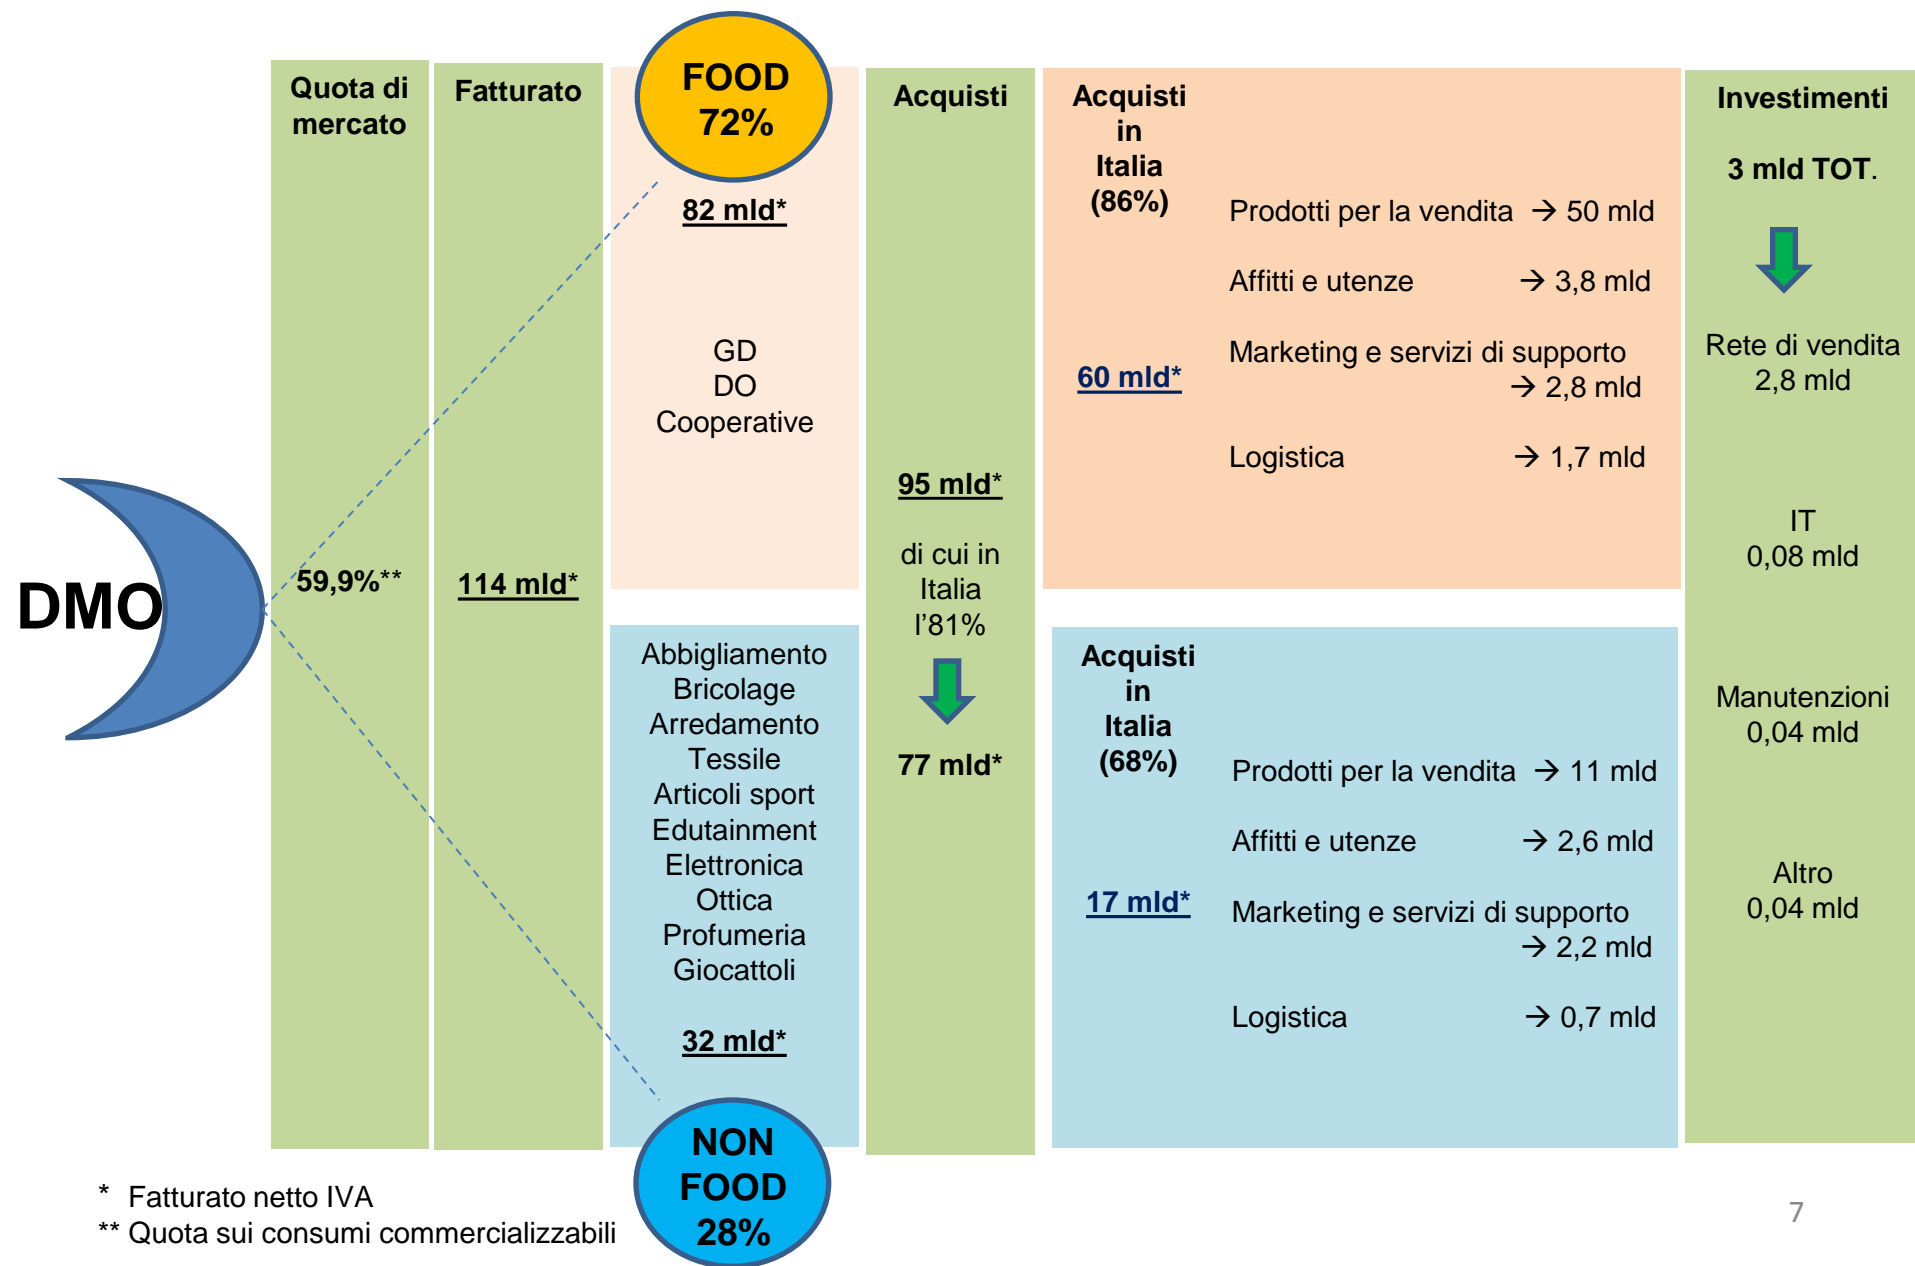 DMO
Quota di
mercato
59,9%**
Fatturato
114 mld*
FOOD
72%
82 mld*
GD
DO
Cooperative
Abbigliamento
Bricolage
Arredamento
Tessile
Articoli sport
Edutainment
Elettronica
Ottica
Profumeria
Giocattoli
32 mld*
NON
FOOD
28%
Acquisti
95 mld*
di cui in
Italia
l'81%
77 mld*
Acquisti
in
Italia
(86%)
60 mld*
Prodotti per la vendita → 50 mld
Affitti e utenze → 3,8 mld
Marketing e servizi di supporto
→ 2,8 mld
Logistica → 1,7 mld
Acquisti
in
Italia
(68%)
17 mld*
Prodotti per la vendita → 11 mld
Affitti e utenze → 2,6 mld
Marketing e servizi di supporto
→ 2,2 mld
Logistica → 0,7 mld
Investimenti
3 mld TOT.
Rete di vendita
2,8 mld
IT
0,08 mld
Manutenzioni
0,04 mld
Altro
0,04 mld
* Fatturato netto IVA
** Quota sui consumi commercializzabili
7